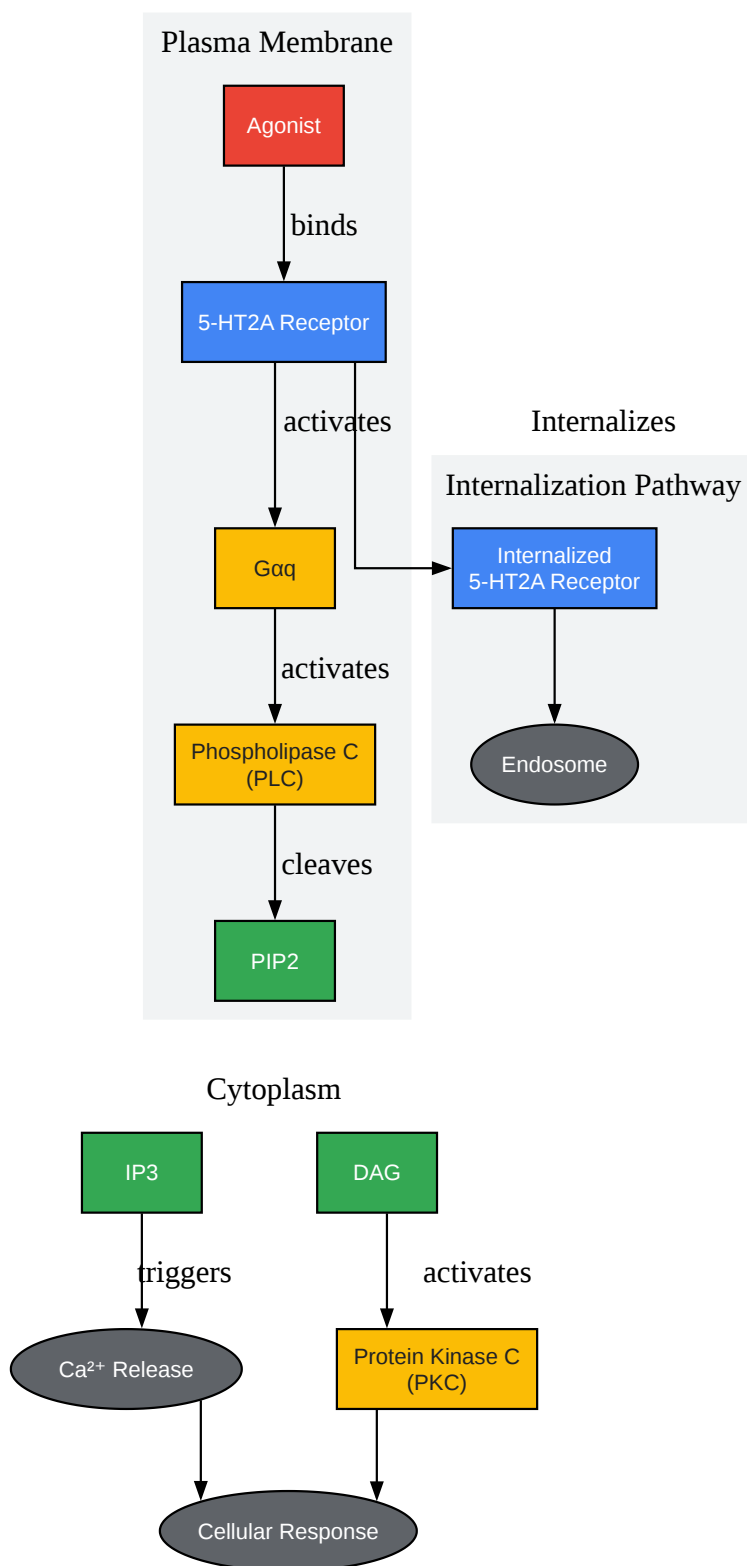 Plasma Membrane
Agonist
binds
5-HT2A Receptor
activates
Internalizes
Internalization Pathway
Gαq
Internalized
5-HT2A Receptor
activates
Phospholipase C
(PLC)
Endosome
cleaves
PIP2
Cytoplasm
IP3
DAG
triggers
activates
Ca²⁺ Release
Protein Kinase C
(PKC)
Cellular Response